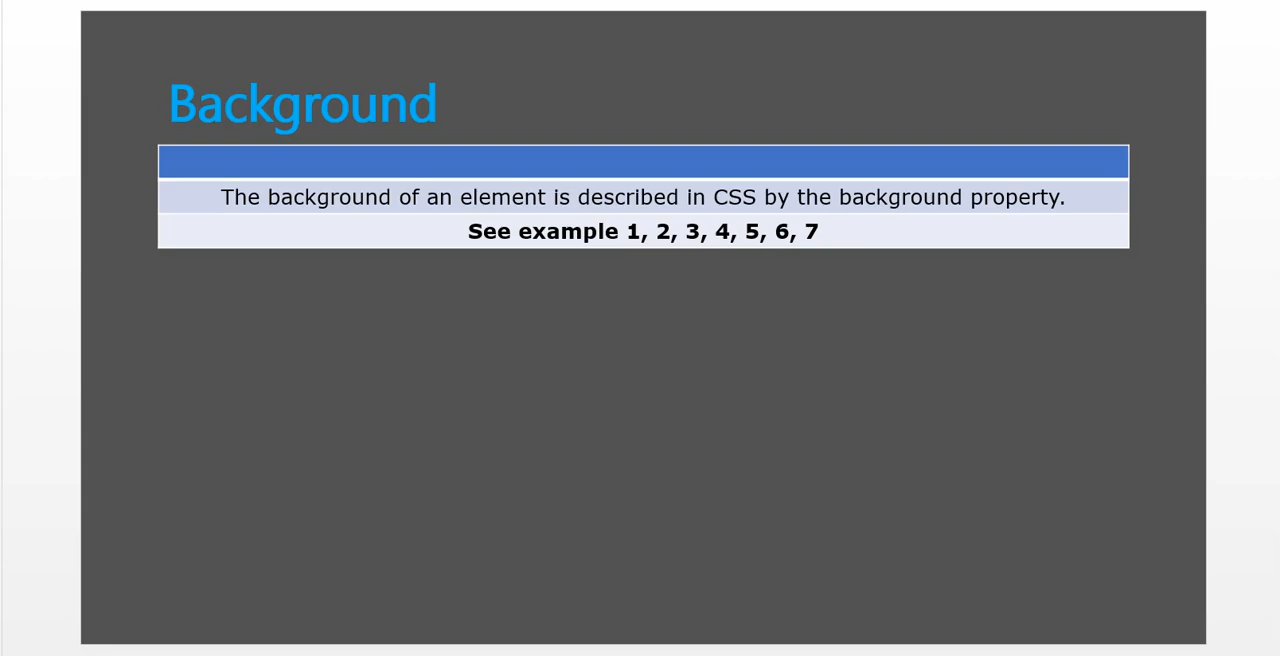 Background
The background of an element is described in CSS by the background property.
See example 1, 2, 3, 4, 5, 6, 7